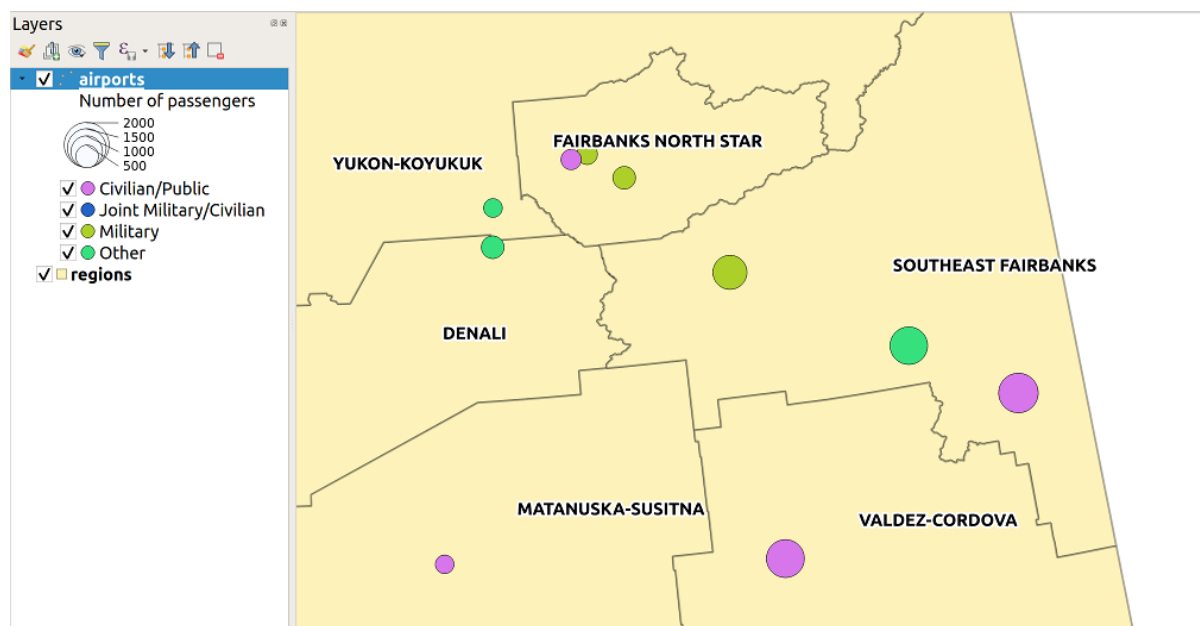 Layers
airports
Number of passengers
2000
1500
1000
500
Civilian/Public
Joint Military/Civilian
Military
Other
regions
FAIRBANKS NORTH STAR
YUKON-KOYUKUK
SOUTHEAST FAIRBANKS
DENALI
MATANUSKA-SUSITNA
VALDEZ-CORDOVA